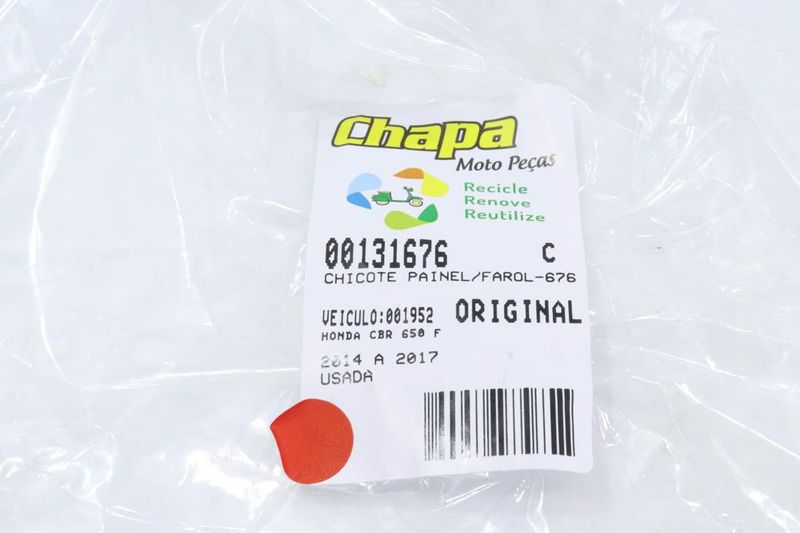 Chapa
Moto Peças
Recicle
Renove
Reutilize
00131676 C
CHICOTE PAINEL/FAROL-676
VEICULO:001952 ORIGINAL
HONDA CBR 650 F
2014 A 2017
USADA